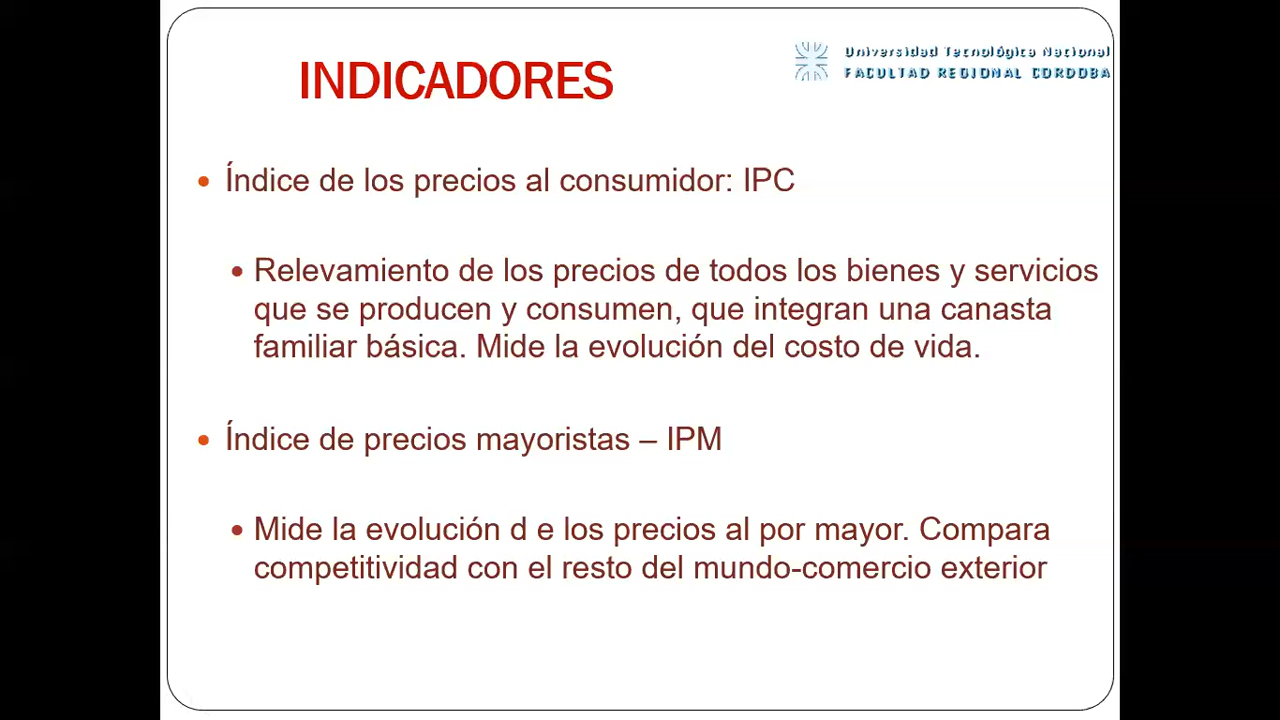 INDICADORES
Universidad Tecnológica Nacional
FACULTAD REGIONAL CORDOBA
• Índice de los precios al consumidor: IPC
• Relevamiento de los precios de todos los bienes y servicios
que se producen y consumen, que integran una canasta
familiar básica. Mide la evolución del costo de vida.
• Índice de precios mayoristas – IPM
• Mide la evolución d e los precios al por mayor. Compara
competitividad con el resto del mundo-comercio exterior